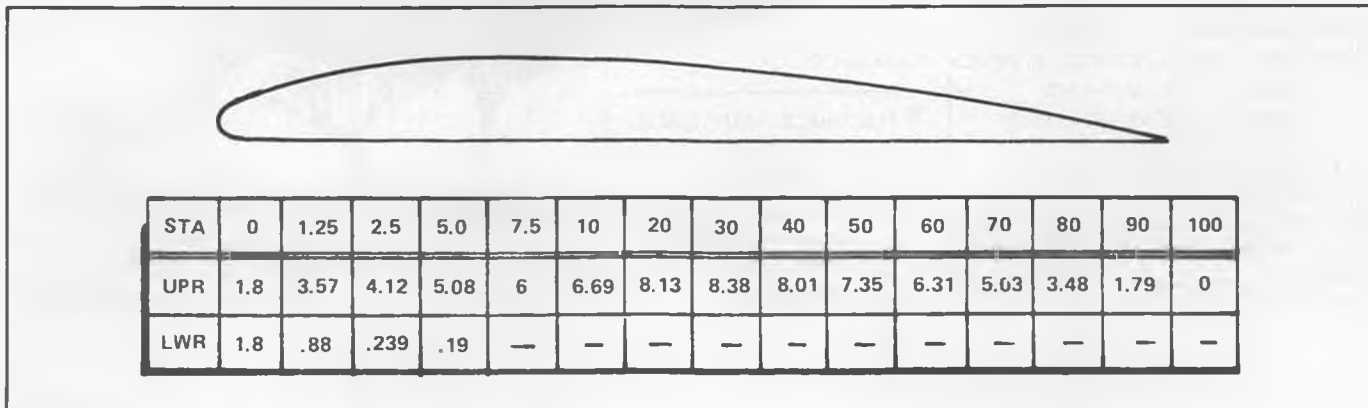 STA 0 1.25 2.5 5.0 7.5 10 20 30 40 50 60 70 80 90 100
UPR 1.8 3.57 4.12 5.08 6 6.69 8.13 8.38 8.01 7.35 6.31 5.03 3.48 1.79 0
LWR 1.8 .88 .239 .19 — — — — — — — — — — —